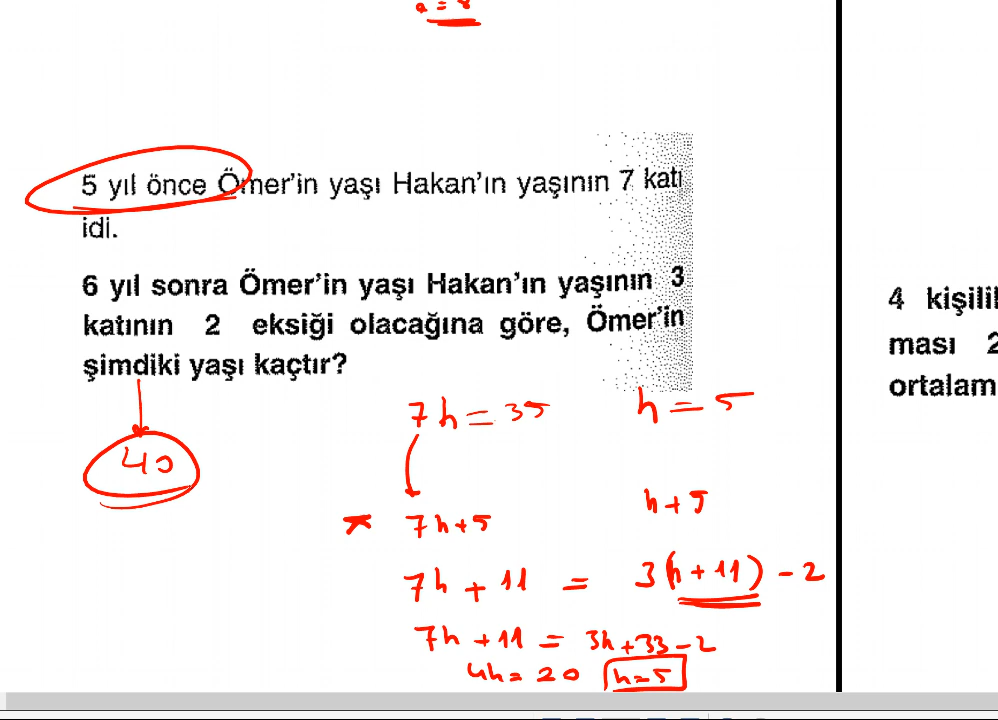 a = 8
5 yıl önce Ömer'in yaşı Hakan'ın yaşının 7 katı
idi.
6 yıl sonra Ömer'in yaşı Hakan'ın yaşının 3
katının 2 eksiği olacağına göre, Ömer'in
şimdiki yaşı kaçtır?
40
7h = 35 h = 5
* 7h+5 h+5
7h + 11 = 3(h + 11) - 2
7h + 11 = 3h+33-2
4h = 20 h=5
4 kişilik
ması 2
ortalam